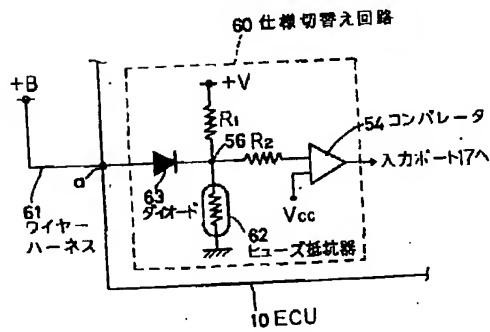 60 仕様切替え回路
+B
+V
R1
56
R2
54 コンパレータ
入力ポート17へ
a
63
ダイオード
Vcc
61
ワイヤー
ハーネス
62
ヒューズ抵抗器
10 ECU